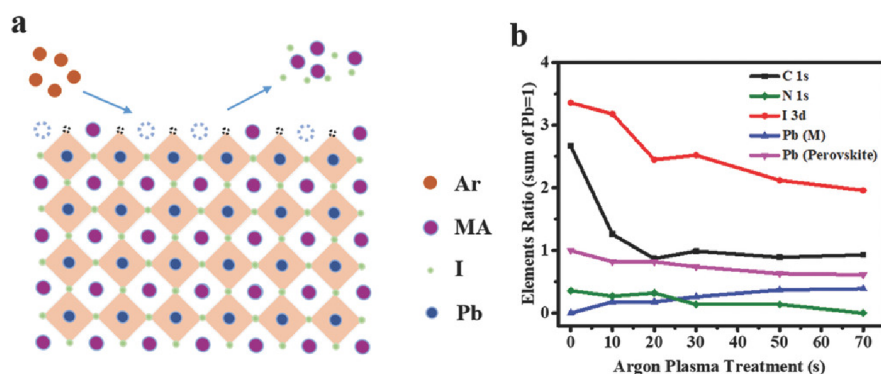 a
Ar
MA
I
Pb
b
Elements Ratio (sum of Pb=1)
4
3
2
1
0
C 1s
N 1s
I 3d
Pb (M)
Pb (Perovskite)
0 10 20 30 40 50 60 70
Argon Plasma Treatment (s)